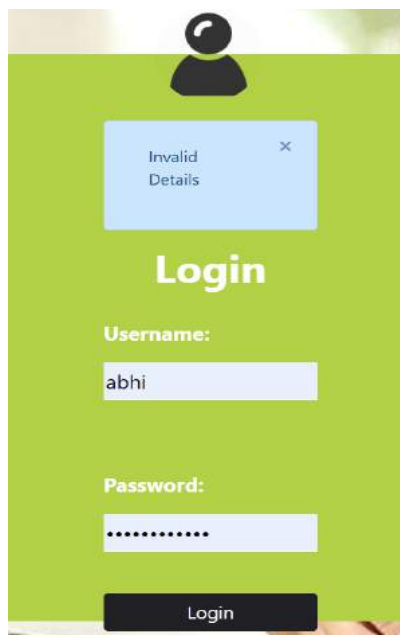 Invalid ×
Details
Login
Username:
abhi
Password:
••••••••••••
Login